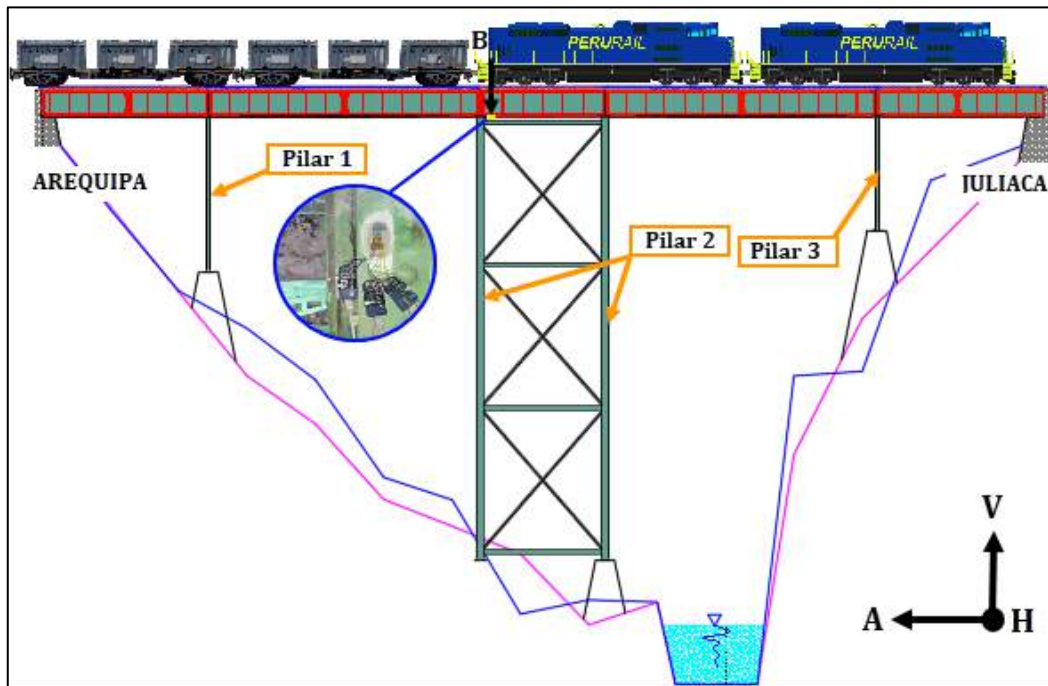 B
PERURAIL
PERURAIL
Pilar 1
AREQUIPA
Pilar 2
Pilar 3
JULIACA
V
A
H